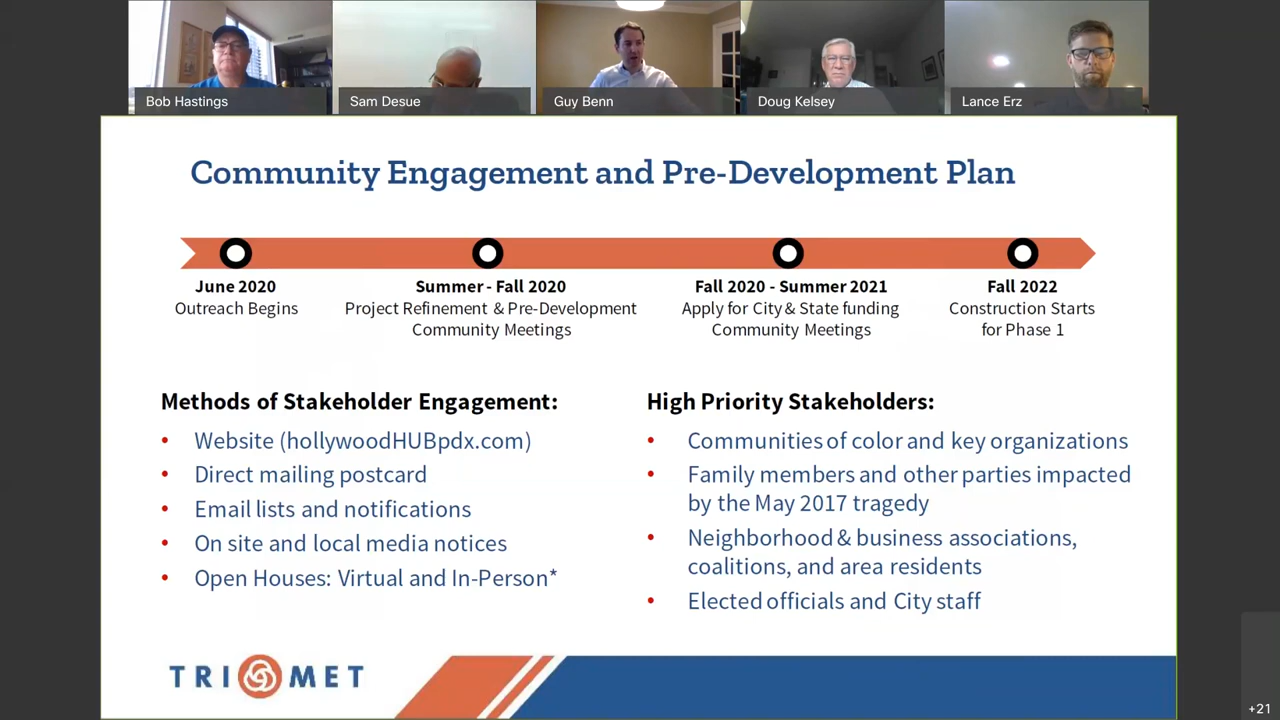 Bob Hastings
Sam Desue
Guy Benn
Doug Kelsey
Lance Erz
Community Engagement and Pre-Development Plan
June 2020
Outreach Begins
Summer - Fall 2020
Project Refinement & Pre-Development
Community Meetings
Fall 2020 - Summer 2021
Apply for City & State funding
Community Meetings
Fall 2022
Construction Starts
for Phase 1
Methods of Stakeholder Engagement:
• Website (hollywoodHUBpdx.com)
• Direct mailing postcard
• Email lists and notifications
• On site and local media notices
• Open Houses: Virtual and In-Person*
High Priority Stakeholders:
• Communities of color and key organizations
• Family members and other parties impacted
by the May 2017 tragedy
• Neighborhood & business associations,
coalitions, and area residents
• Elected officials and City staff
TRI MET
+21